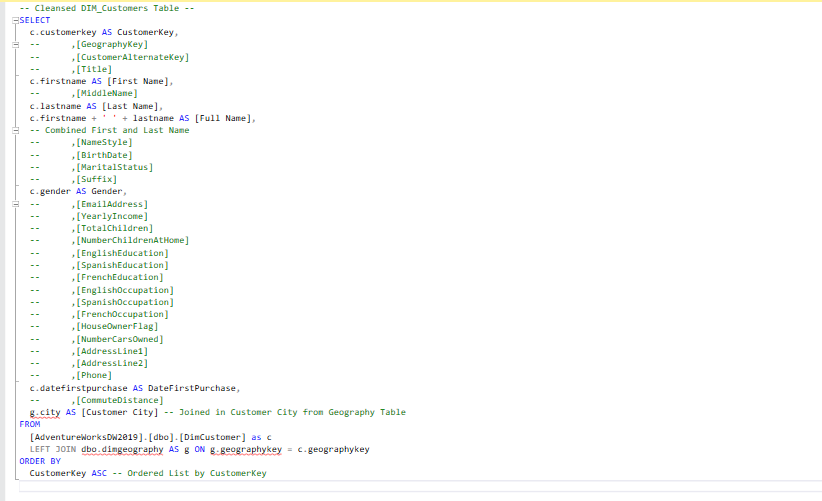 -- Cleansed DIM_Customers Table --
SELECT
c.customerkey AS CustomerKey,
-- ,[GeographyKey]
-- ,[CustomerAlternateKey]
-- ,[Title]
c.firstname AS [First Name],
-- ,[MiddleName]
c.lastname AS [Last Name],
c.firstname + ' ' + lastname AS [Full Name],
-- Combined First and Last Name
-- ,[NameStyle]
-- ,[BirthDate]
-- ,[MaritalStatus]
-- ,[Suffix]
c.gender AS Gender,
-- ,[EmailAddress]
-- ,[YearlyIncome]
-- ,[TotalChildren]
-- ,[NumberChildrenAtHome]
-- ,[EnglishEducation]
-- ,[SpanishEducation]
-- ,[FrenchEducation]
-- ,[EnglishOccupation]
-- ,[SpanishOccupation]
-- ,[FrenchOccupation]
-- ,[HouseOwnerFlag]
-- ,[NumberCarsOwned]
-- ,[AddressLine1]
-- ,[AddressLine2]
-- ,[Phone]
c.datefirstpurchase AS DateFirstPurchase,
-- ,[CommuteDistance]
g.city AS [Customer City] -- Joined in Customer City from Geography Table
FROM
[AdventureWorksDW2019].[dbo].[DimCustomer] as c
LEFT JOIN dbo.dimgeography AS g ON g.geographykey = c.geographykey
ORDER BY
CustomerKey ASC -- Ordered List by CustomerKey